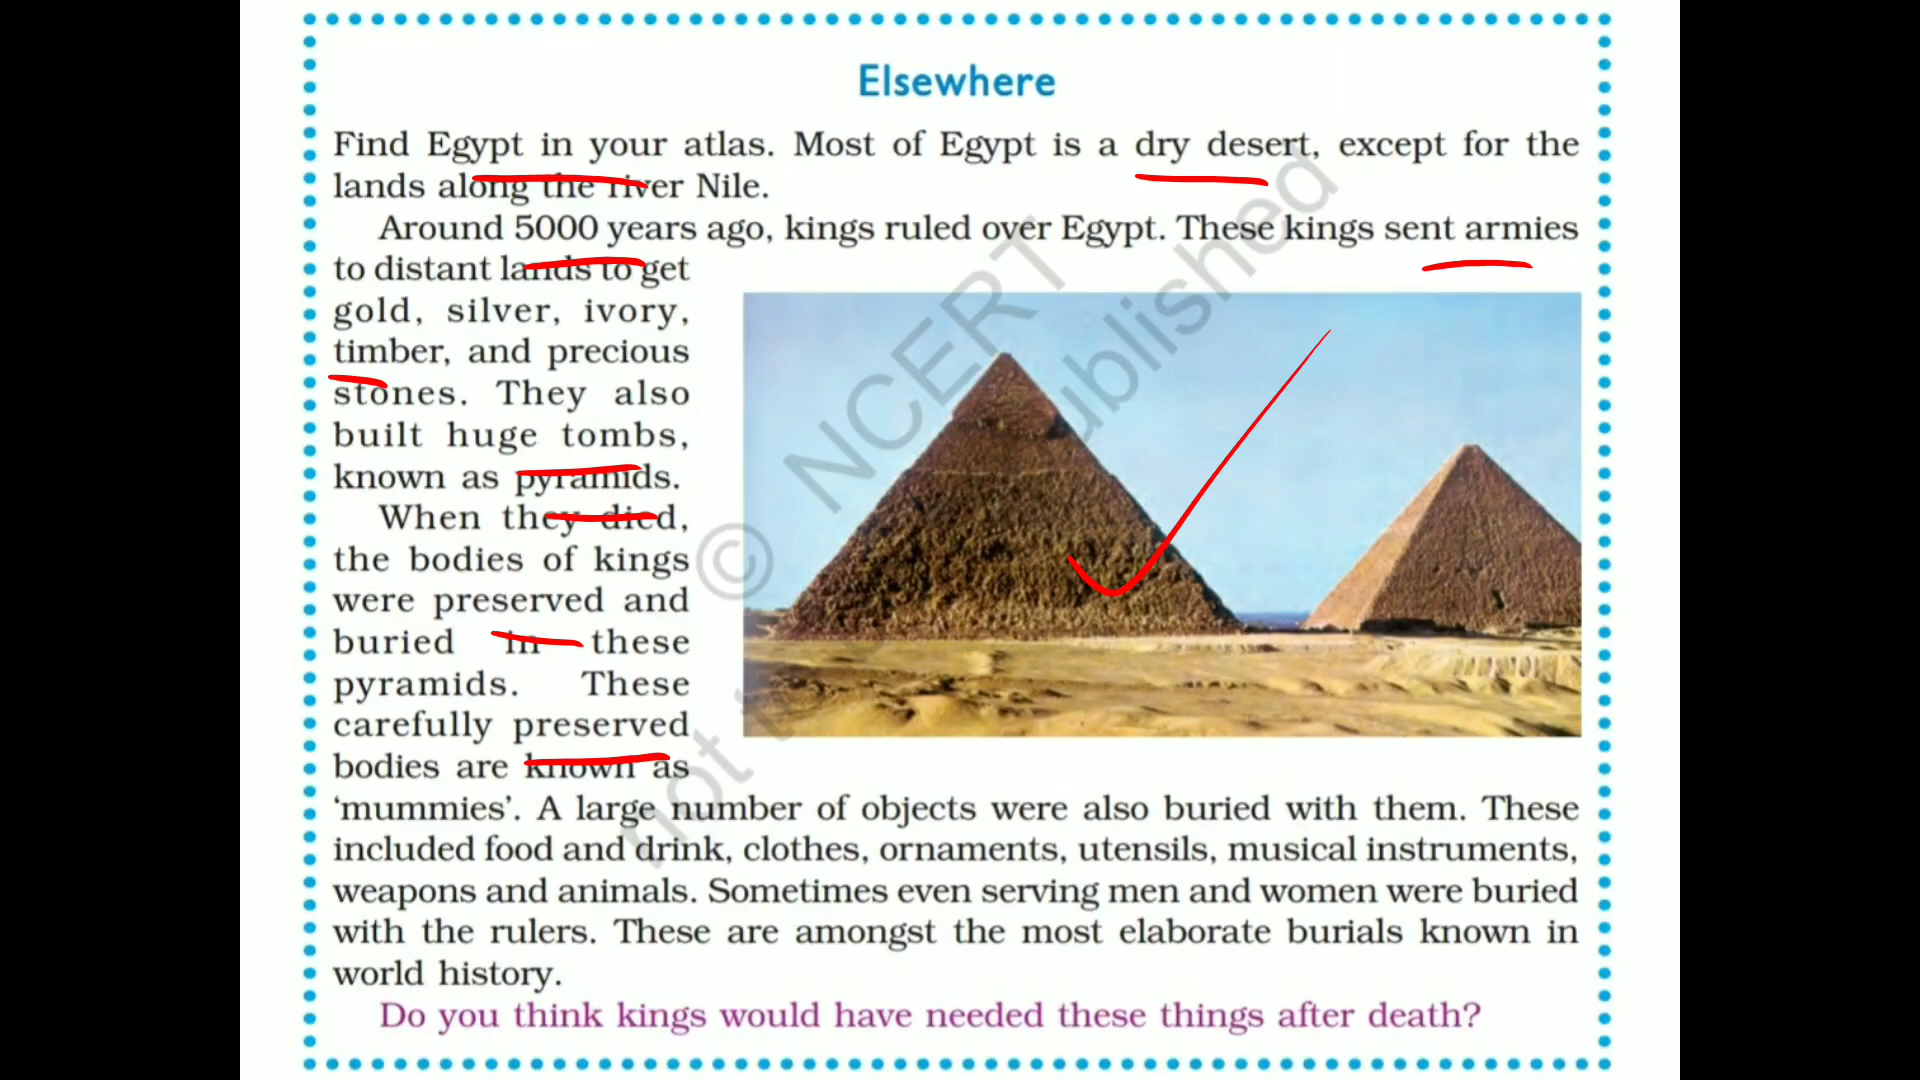 Elsewhere
Find Egypt in your atlas. Most of Egypt is a dry desert, except for the
lands along the river Nile.
Around 5000 years ago, kings ruled over Egypt. These kings sent armies
to distant lands to get
gold, silver, ivory,
timber, and precious
stones. They also
built huge tombs,
known as pyramids.
When they died,
the bodies of kings
were preserved and
buried in these
pyramids. These
carefully preserved
bodies are known as
‘mummies’. A large number of objects were also buried with them. These
included food and drink, clothes, ornaments, utensils, musical instruments,
weapons and animals. Sometimes even serving men and women were buried
with the rulers. These are amongst the most elaborate burials known in
world history.
Do you think kings would have needed these things after death?
© NCERT
not t
ublished